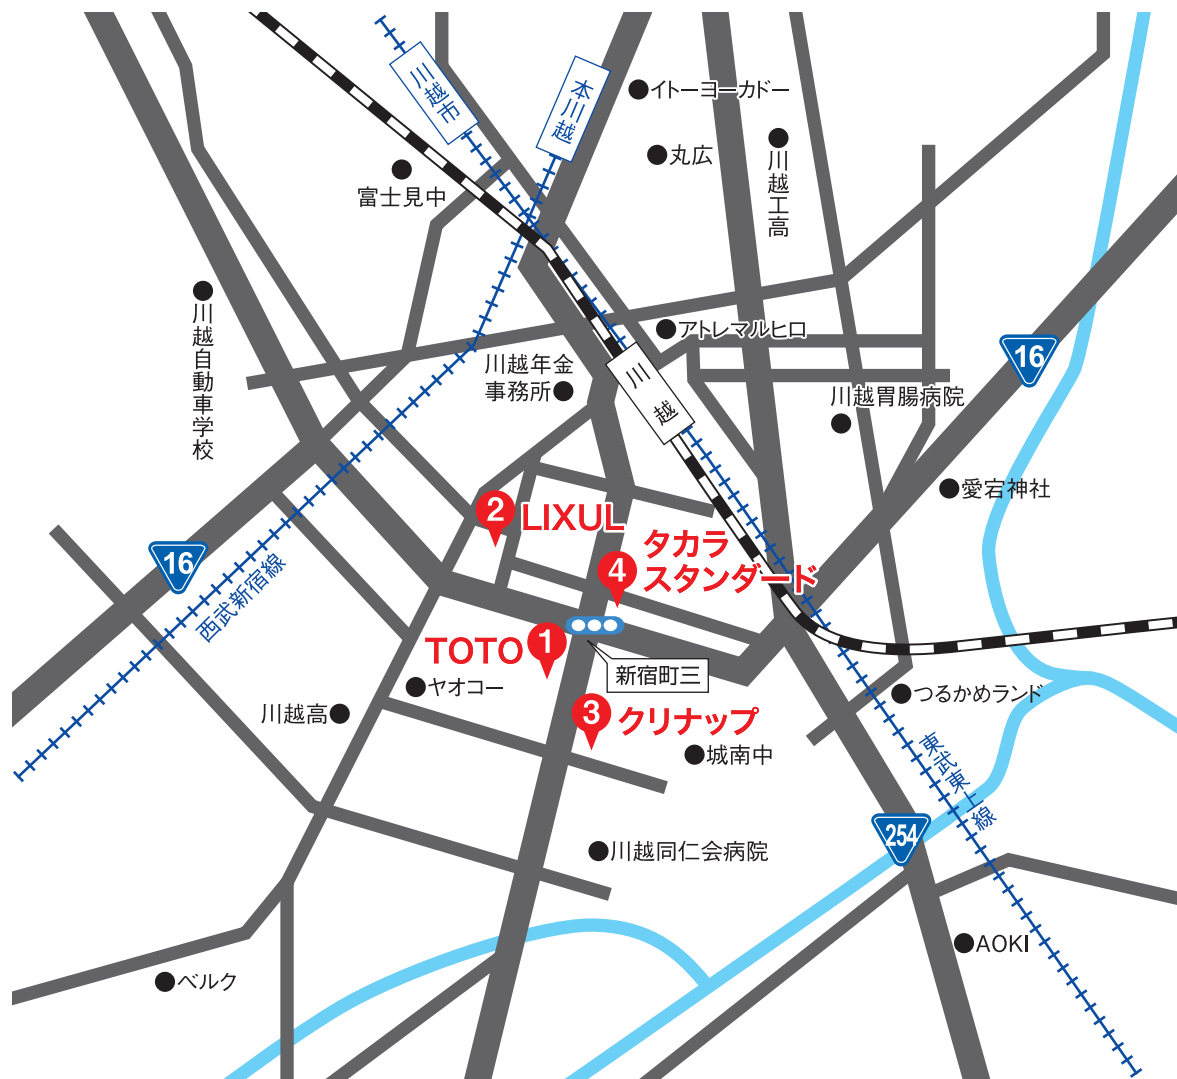 川越市
本川越
イトーヨーカドー
丸広
川越工高
富士見中
川越自動車学校
アトレマルヒロ
16
川越年金
事務所
川越
川越胃腸病院
愛宕神社
2
LIXUL
タカラ
スタンダード
4
16
西武新宿線
1
TOTO
新宿町三
ヤオコー
つるかめランド
川越高
3
クリナップ
城南中
東武東上線
254
川越同仁会病院
AOKI
ベルク